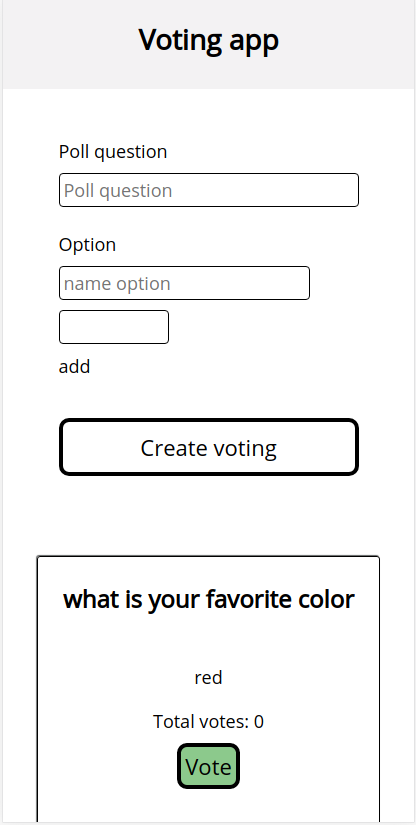 Voting app
Poll question
Poll question
Option
name option
add
Create voting
what is your favorite color
red
Total votes: 0
Vote